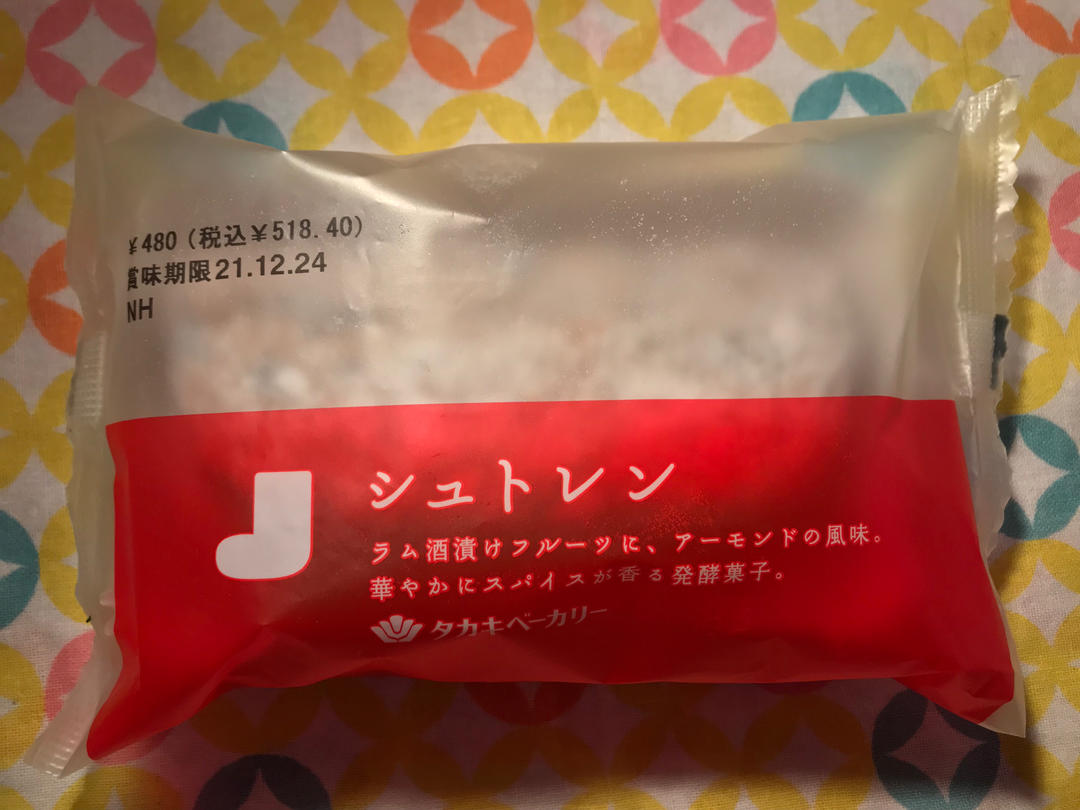 ¥480（税込¥518.40）
賞味期限21.12.24
NH
シュトレン
ラム酒漬けフルーツに、アーモンドの風味。
華やかにスパイスが香る発酵菓子。
タカキベーカリー